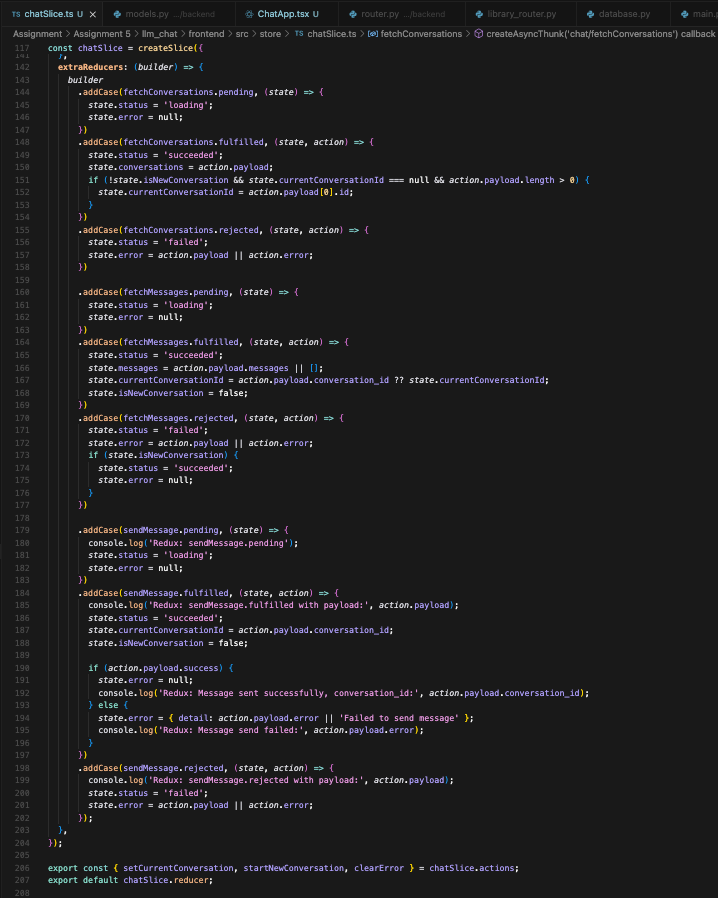 TS chatSlice.ts U ×
models.py .../backend
ChatApp.tsx U
router.py .../backend
library_router.py
database.py
main.p
Assignment > Assignment 5 > llm_chat > frontend > src > store > TS chatSlice.ts > fetchConversations > createAsyncThunk('chat/fetchConversations') callback
117 const chatSlice = createSlice({
141 },
142 extraReducers: (builder) => {
143 builder
144 .addCase(fetchConversations.pending, (state) => {
145 state.status = 'loading';
146 state.error = null;
147 })
148 .addCase(fetchConversations.fulfilled, (state, action) => {
149 state.status = 'succeeded';
150 state.conversations = action.payload;
151 if (!state.isNewConversation && state.currentConversationId === null && action.payload.length > 0) {
152 state.currentConversationId = action.payload[0].id;
153 }
154 })
155 .addCase(fetchConversations.rejected, (state, action) => {
156 state.status = 'failed';
157 state.error = action.payload || action.error;
158 })
159
160 .addCase(fetchMessages.pending, (state) => {
161 state.status = 'loading';
162 state.error = null;
163 })
164 .addCase(fetchMessages.fulfilled, (state, action) => {
165 state.status = 'succeeded';
166 state.messages = action.payload.messages || [];
167 state.currentConversationId = action.payload.conversation_id ?? state.currentConversationId;
168 state.isNewConversation = false;
169 })
170 .addCase(fetchMessages.rejected, (state, action) => {
171 state.status = 'failed';
172 state.error = action.payload || action.error;
173 if (state.isNewConversation) {
174 state.status = 'succeeded';
175 state.error = null;
176 }
177 })
178
179 .addCase(sendMessage.pending, (state) => {
180 console.log('Redux: sendMessage.pending');
181 state.status = 'loading';
182 state.error = null;
183 })
184 .addCase(sendMessage.fulfilled, (state, action) => {
185 console.log('Redux: sendMessage.fulfilled with payload:', action.payload);
186 state.status = 'succeeded';
187 state.currentConversationId = action.payload.conversation_id;
188 state.isNewConversation = false;
189
190 if (action.payload.success) {
191 state.error = null;
192 console.log('Redux: Message sent successfully, conversation_id:', action.payload.conversation_id);
193 } else {
194 state.error = { detail: action.payload.error || 'Failed to send message' };
195 console.log('Redux: Message send failed:', action.payload.error);
196 }
197 })
198 .addCase(sendMessage.rejected, (state, action) => {
199 console.log('Redux: sendMessage.rejected with payload:', action.payload);
200 state.status = 'failed';
201 state.error = action.payload || action.error;
202 });
203 },
204 });
205
206 export const { setCurrentConversation, startNewConversation, clearError } = chatSlice.actions;
207 export default chatSlice.reducer;
208